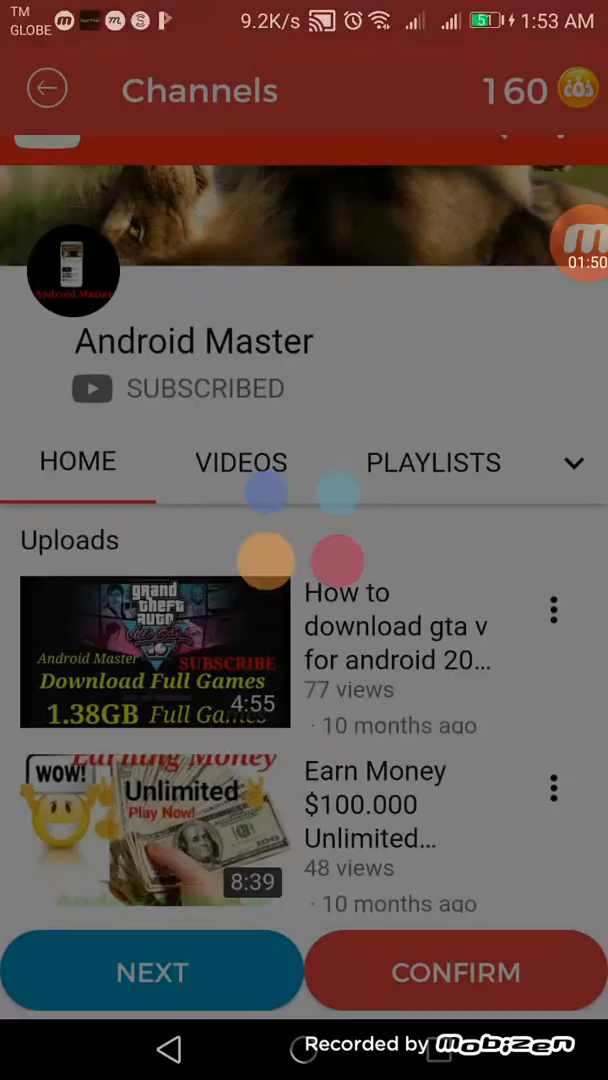 TM
GLOBE
9.2K/s
51
1:53 AM
Channels
160
01:50
Android Master
Android Master
SUBSCRIBED
HOME
VIDEOS
PLAYLISTS
Uploads
grand
theft
auto
Vice City
Android Master
SUBSCRIBE
Download Full Games
1.38GB Full Games
4:55
How to
download gta v
for android 20...
77 views
· 10 months ago
Earning Money
WOW!
Unlimited
Play Now!
8:39
Earn Money
$100.000
Unlimited...
48 views
· 10 months ago
NEXT
CONFIRM
Recorded by mobizen